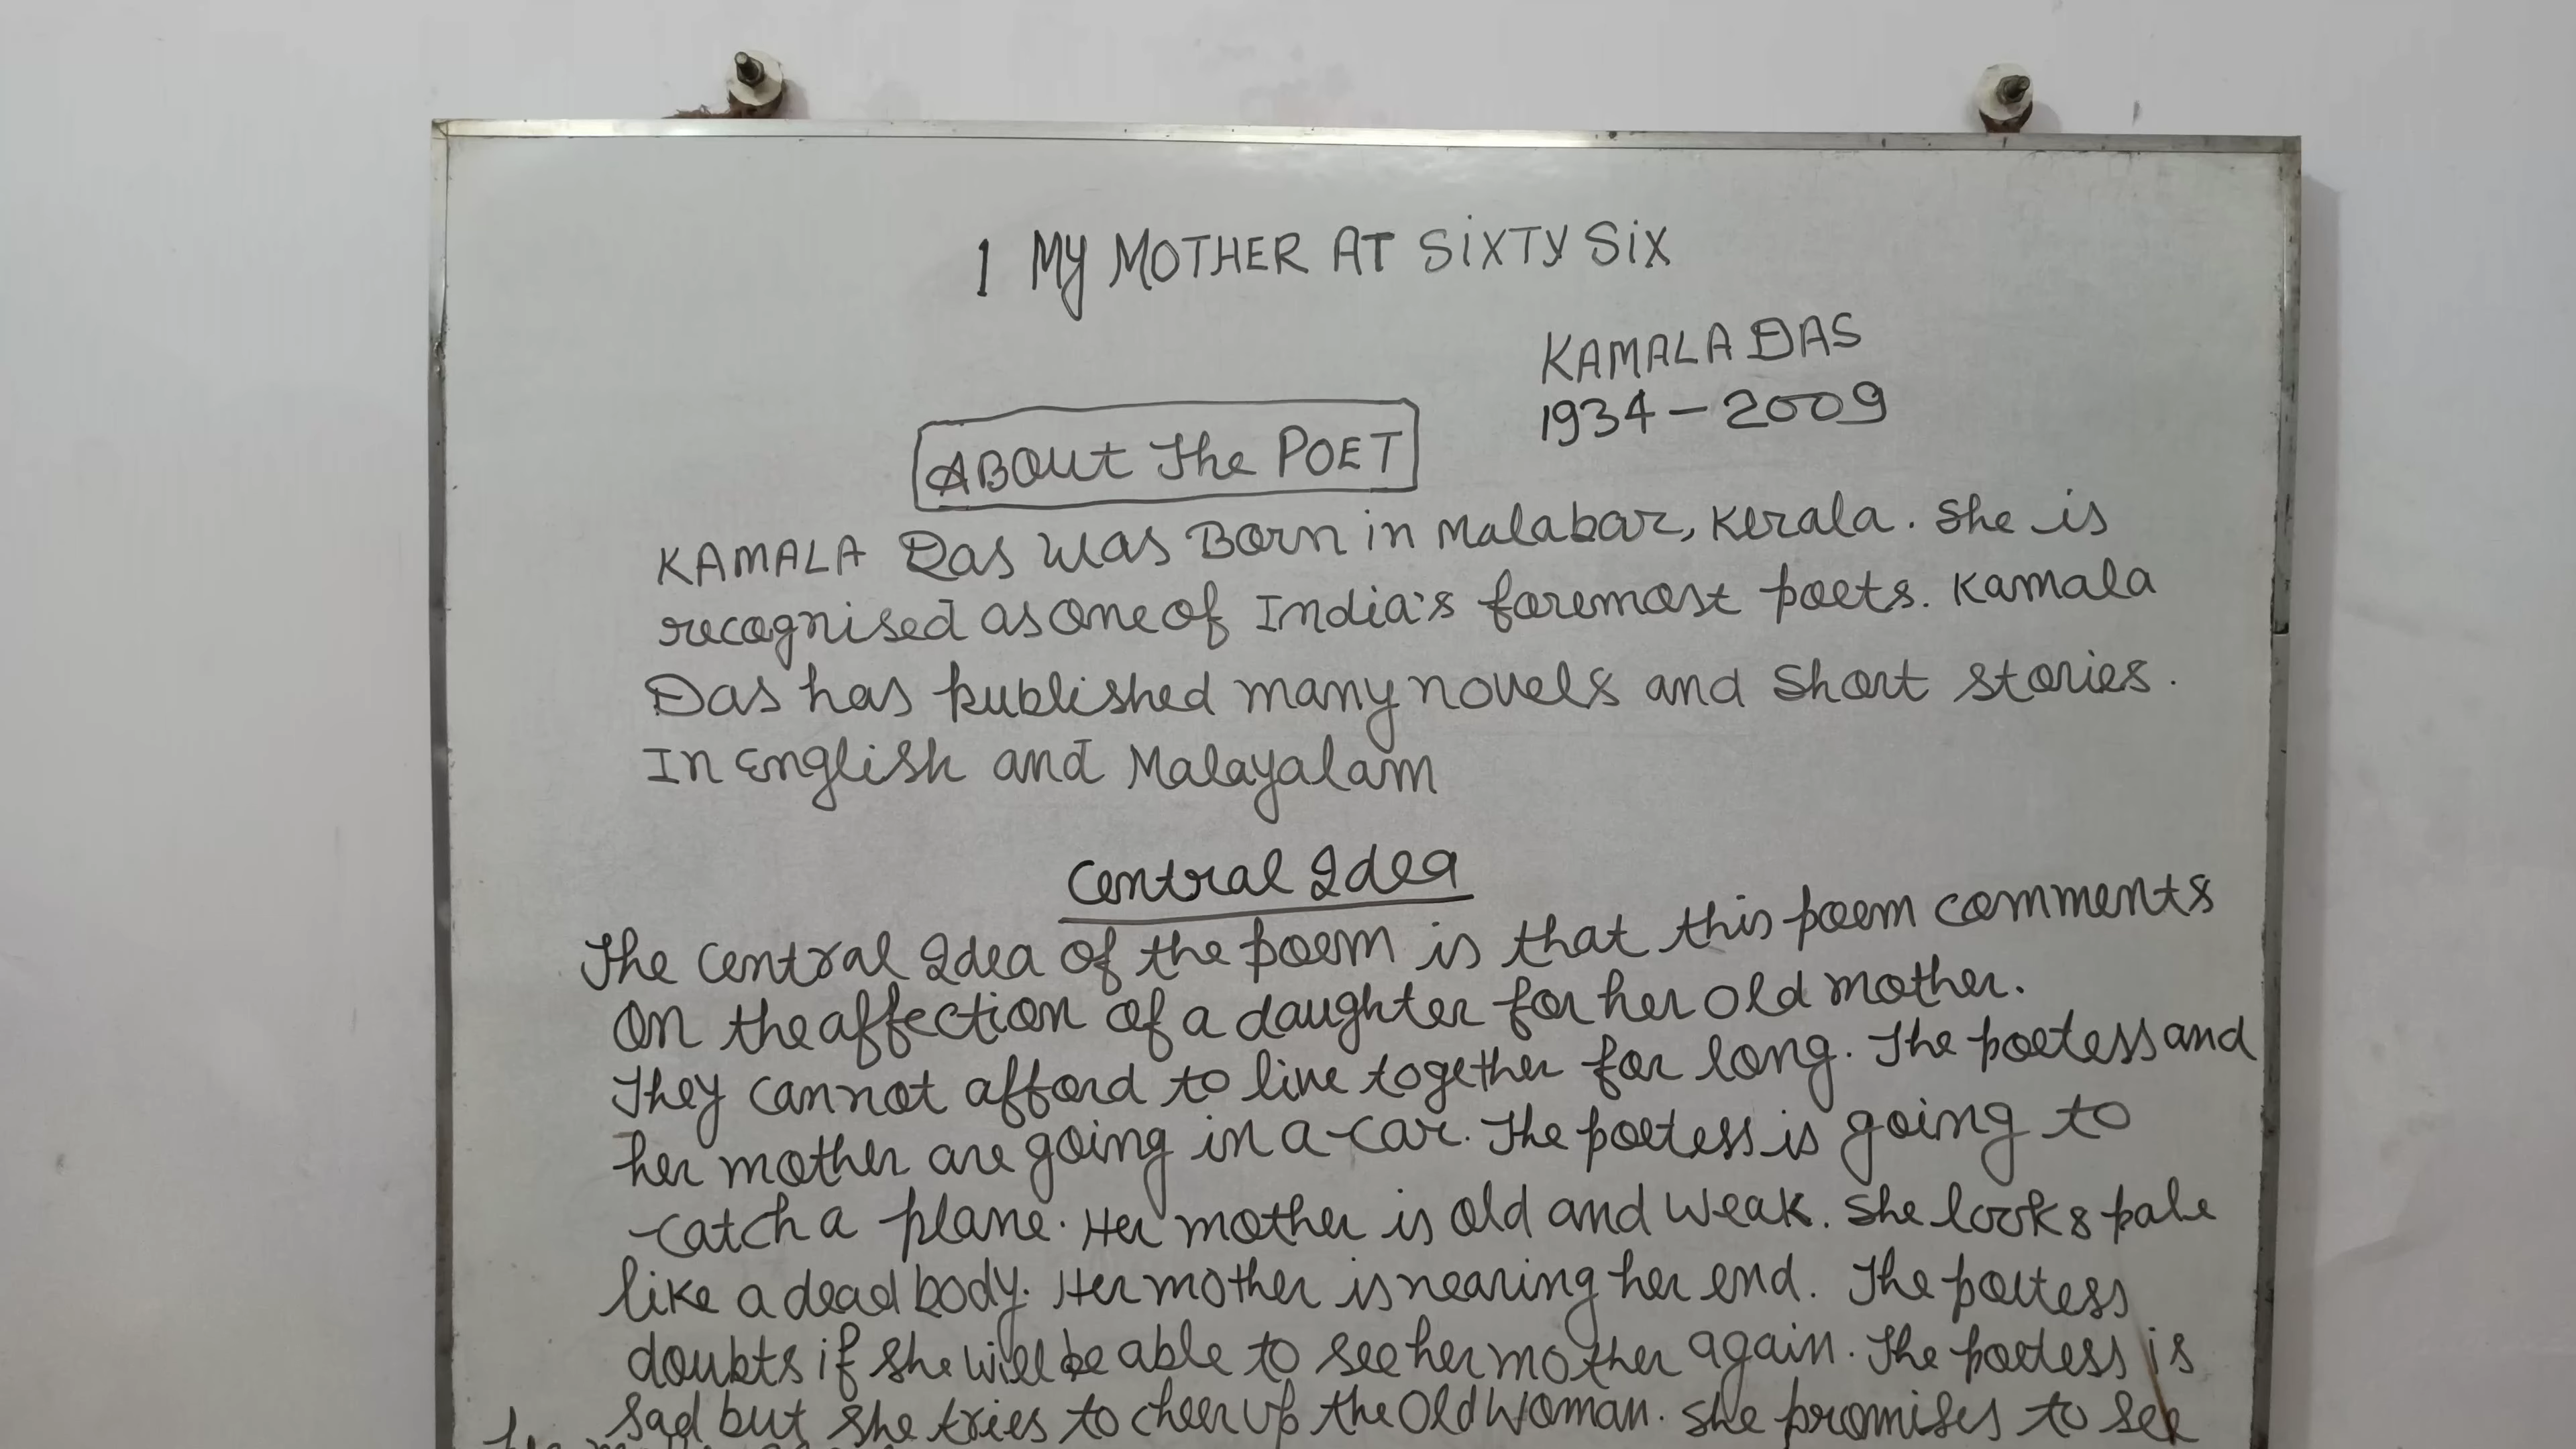 1 My MOTHER AT SiXTY SiX
KAMALA DAS
1934-2009
ABOUt The POET
KAMALA Das was Born in Malabar, Kerala. She is
recognised as one of India's foremost poets. Kamala
Das has published many novels and Short stories.
In English and Malayalam
Central Idea
The Central Idea of the poem is that this poem comments
on the affection of a daughter for her old mother.
They cannot afford to live together for long. The poetess and
her mother are going in a car. The poetess is going to
catch a plane. Her mother is old and weak. She looks pale
like a dead body. Her mother is nearing her end. The poetess
doubts if she will be able to see her mother again. The poetess is
sad but she tries to cheer up the old woman. She promises to see